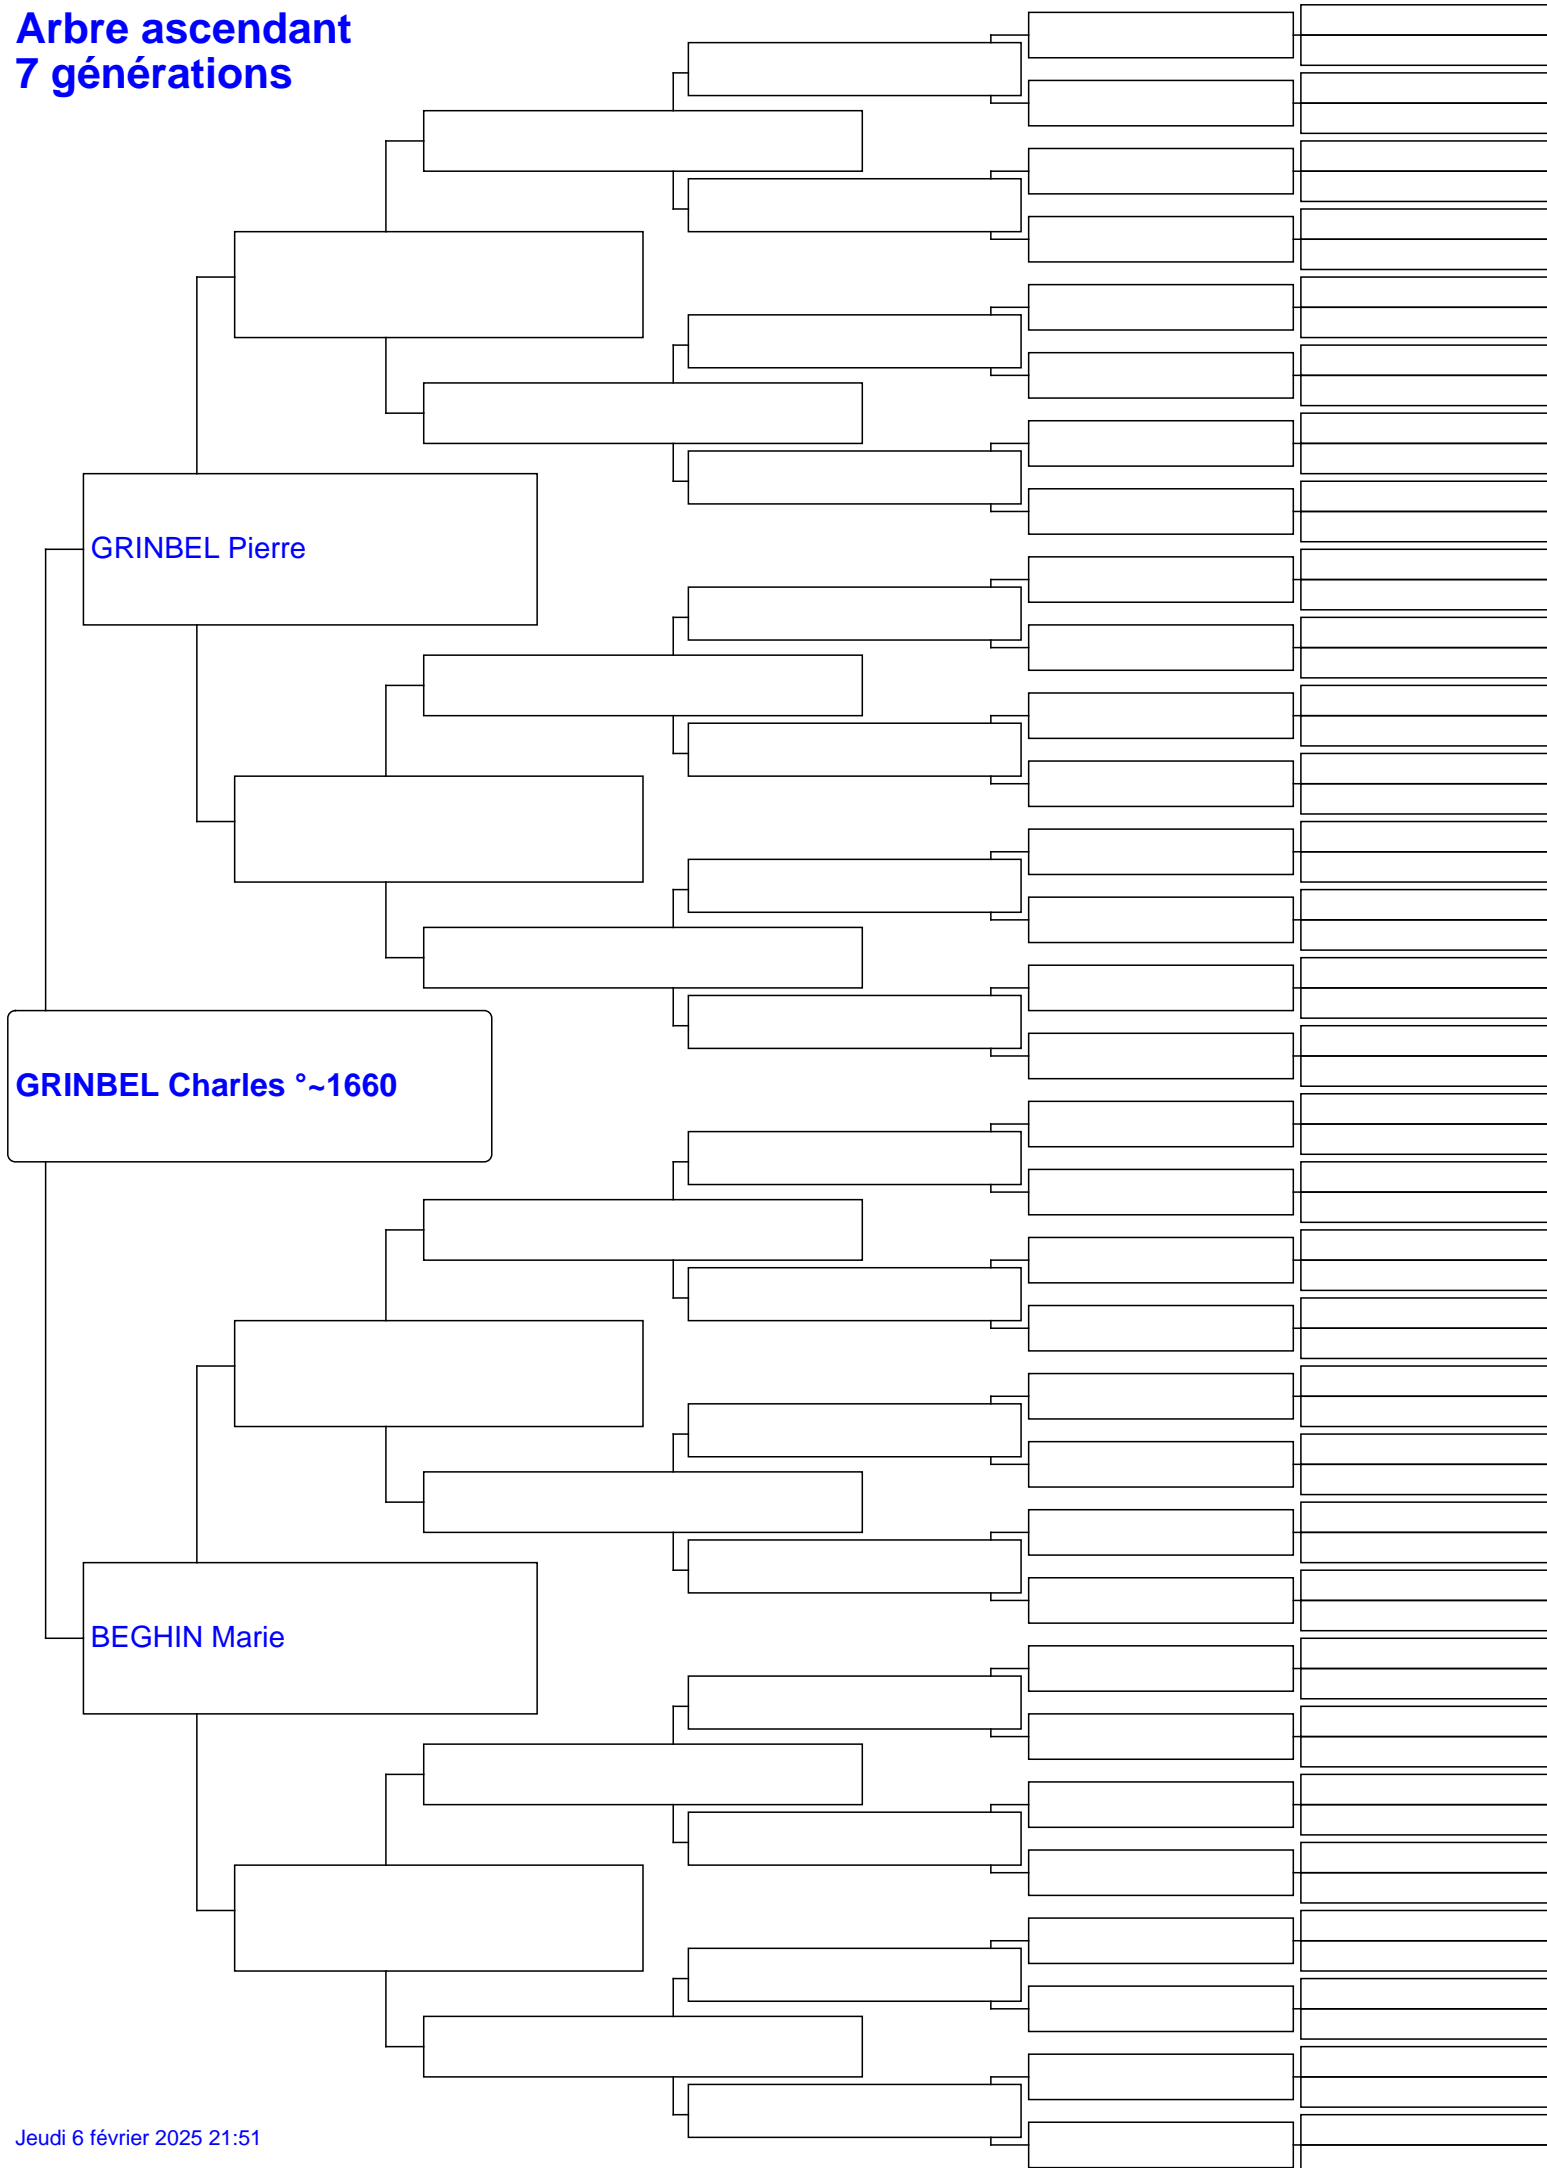 Arbre ascendant
7 générations
GRINBEL Pierre
GRINBEL Charles °~1660
BEGHIN Marie
Jeudi 6 février 2025 21:51